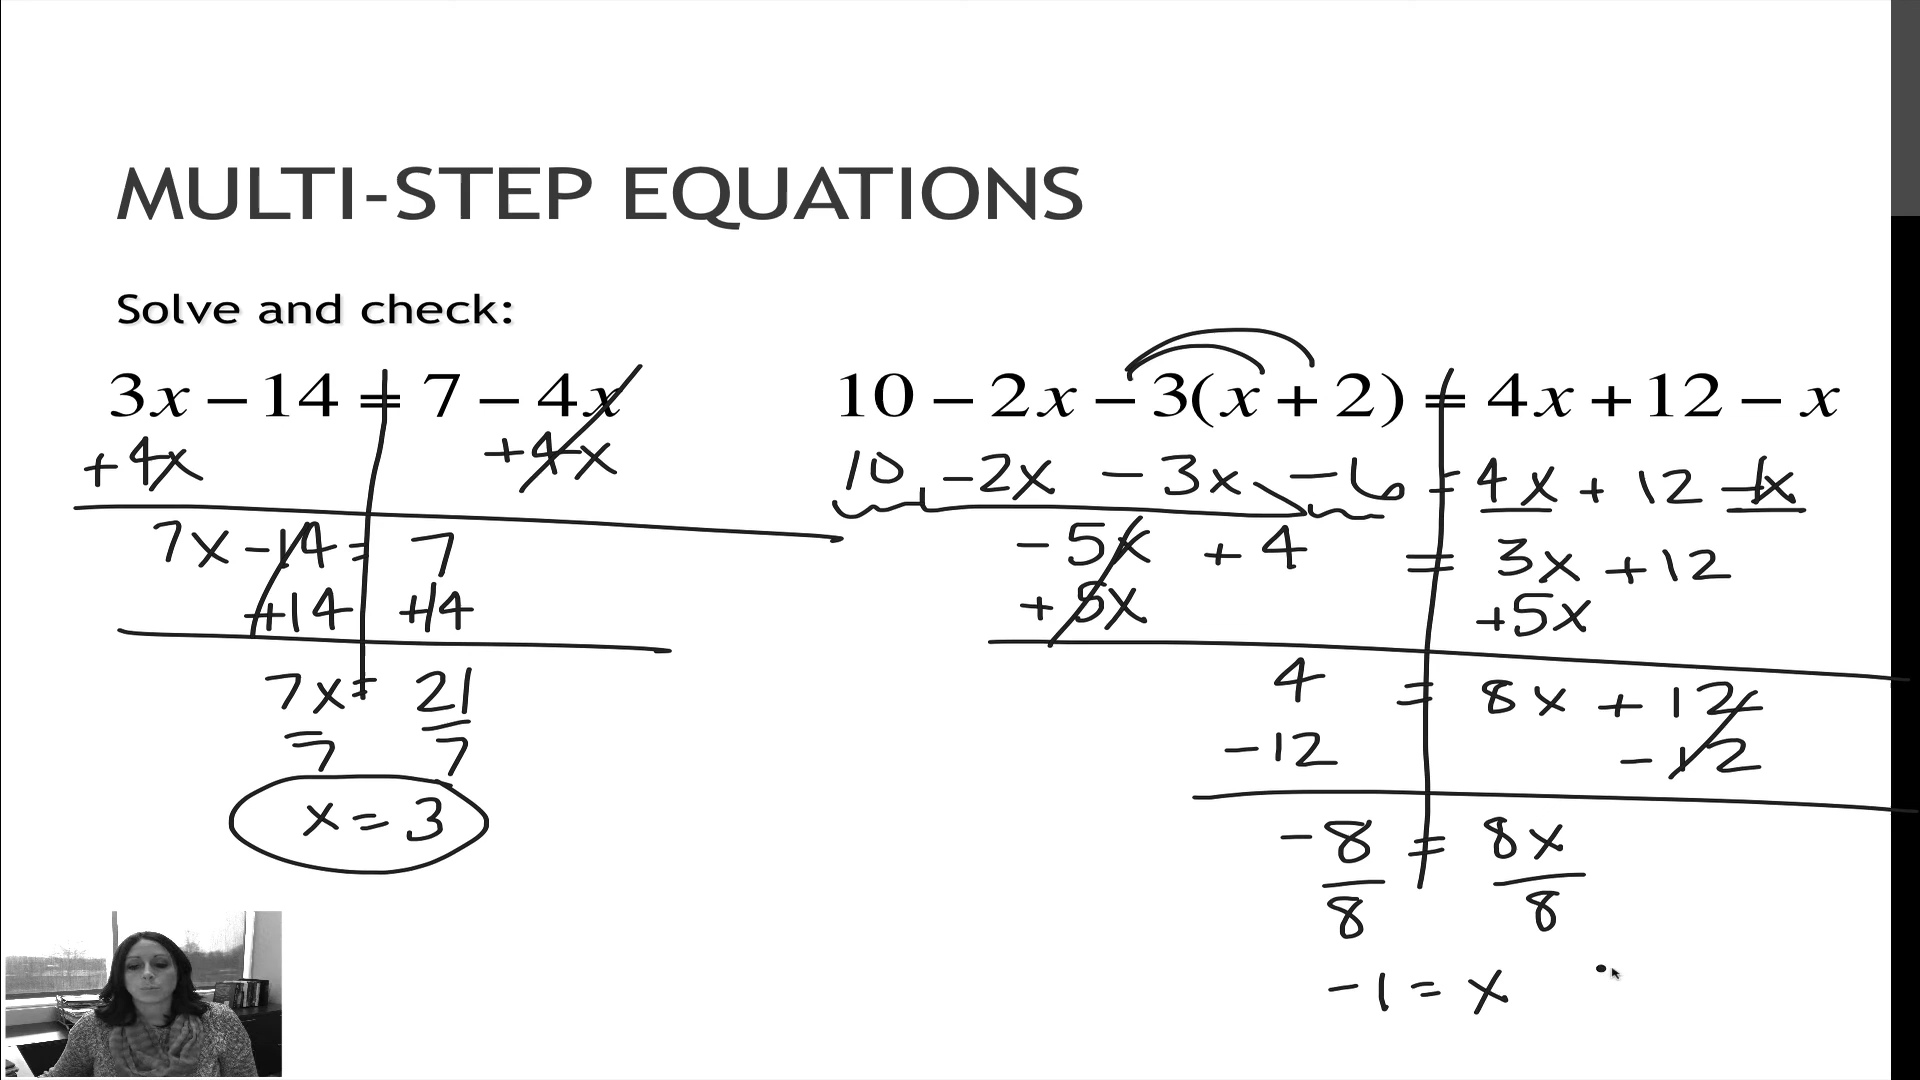 MULTI-STEP EQUATIONS
Solve and check:
3x − 14 = 7 − 4x
+4x +4x
7x − 14 = 7
+14 +14
7x = 21
7 7
x = 3
10 − 2x − 3(x + 2) = 4x + 12 − x
10 − 2x − 3x − 6 = 4x + 12 − 1x
− 5x + 4 = 3x + 12
+ 5x +5x
4 = 8x + 12
− 12 − 12
− 8 = 8x
8 8
− 1 = x